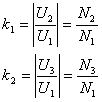 k₁ = |U₂/U₁| = N₂/N₁
k₂ = |U₃/U₁| = N₃/N₁